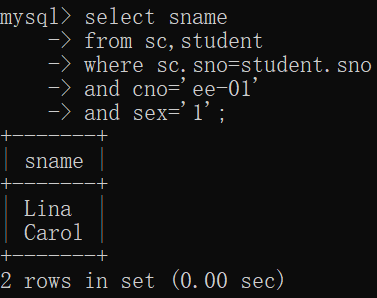 mysql> select sname
    -> from sc,student
    -> where sc.sno=student.sno
    -> and cno='ee-01'
    -> and sex='1';
+-------+
| sname |
+-------+
| Lina  |
| Carol |
+-------+
2 rows in set (0.00 sec)